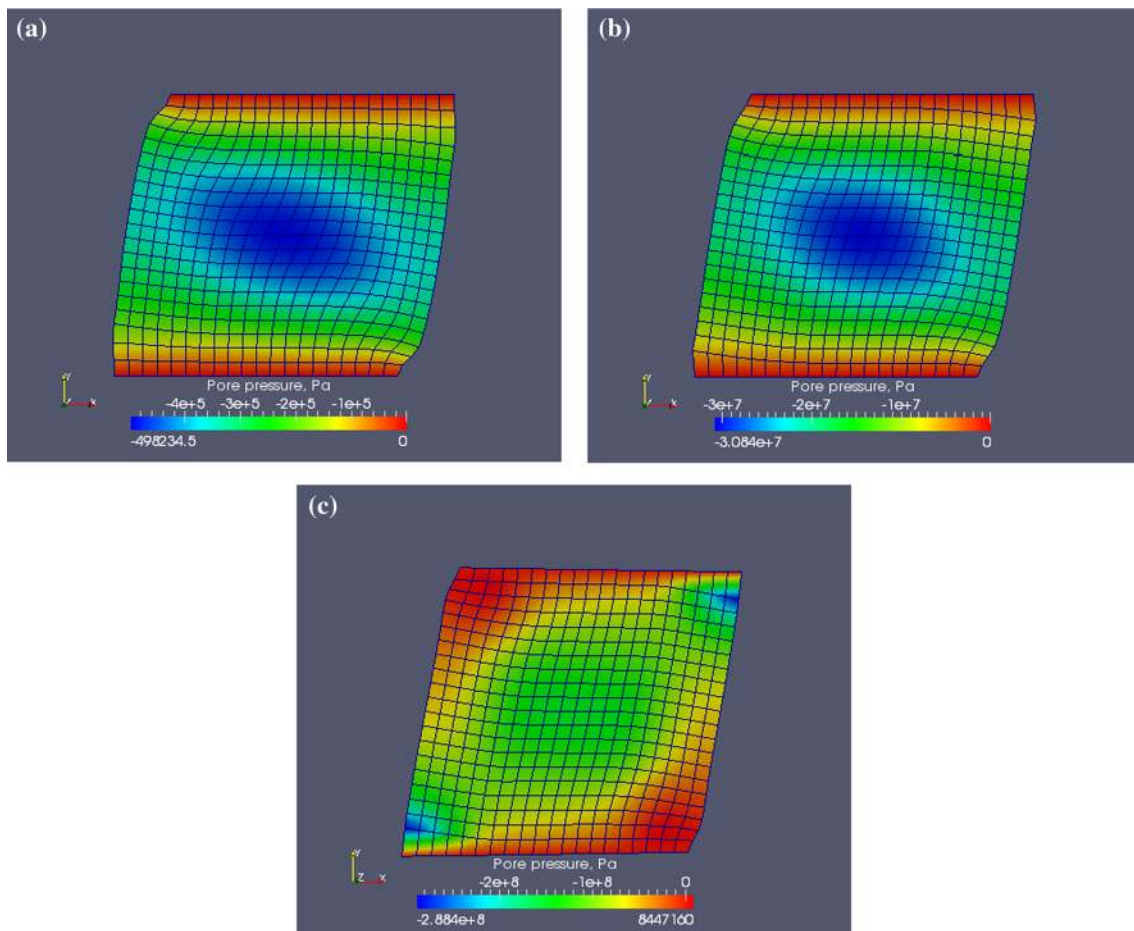 (a)
(b)
Y
X
Pore pressure, Pa
-4e+5 -3e+5 -2e+5 -1e+5
-498234.5 0
Y
X
Pore pressure, Pa
-3e+7 -2e+7 -1e+7
-3.084e+7 0
(c)
Y
Z X
Pore pressure, Pa
-2e+8 -1e+8 0
-2.884e+8 8447160